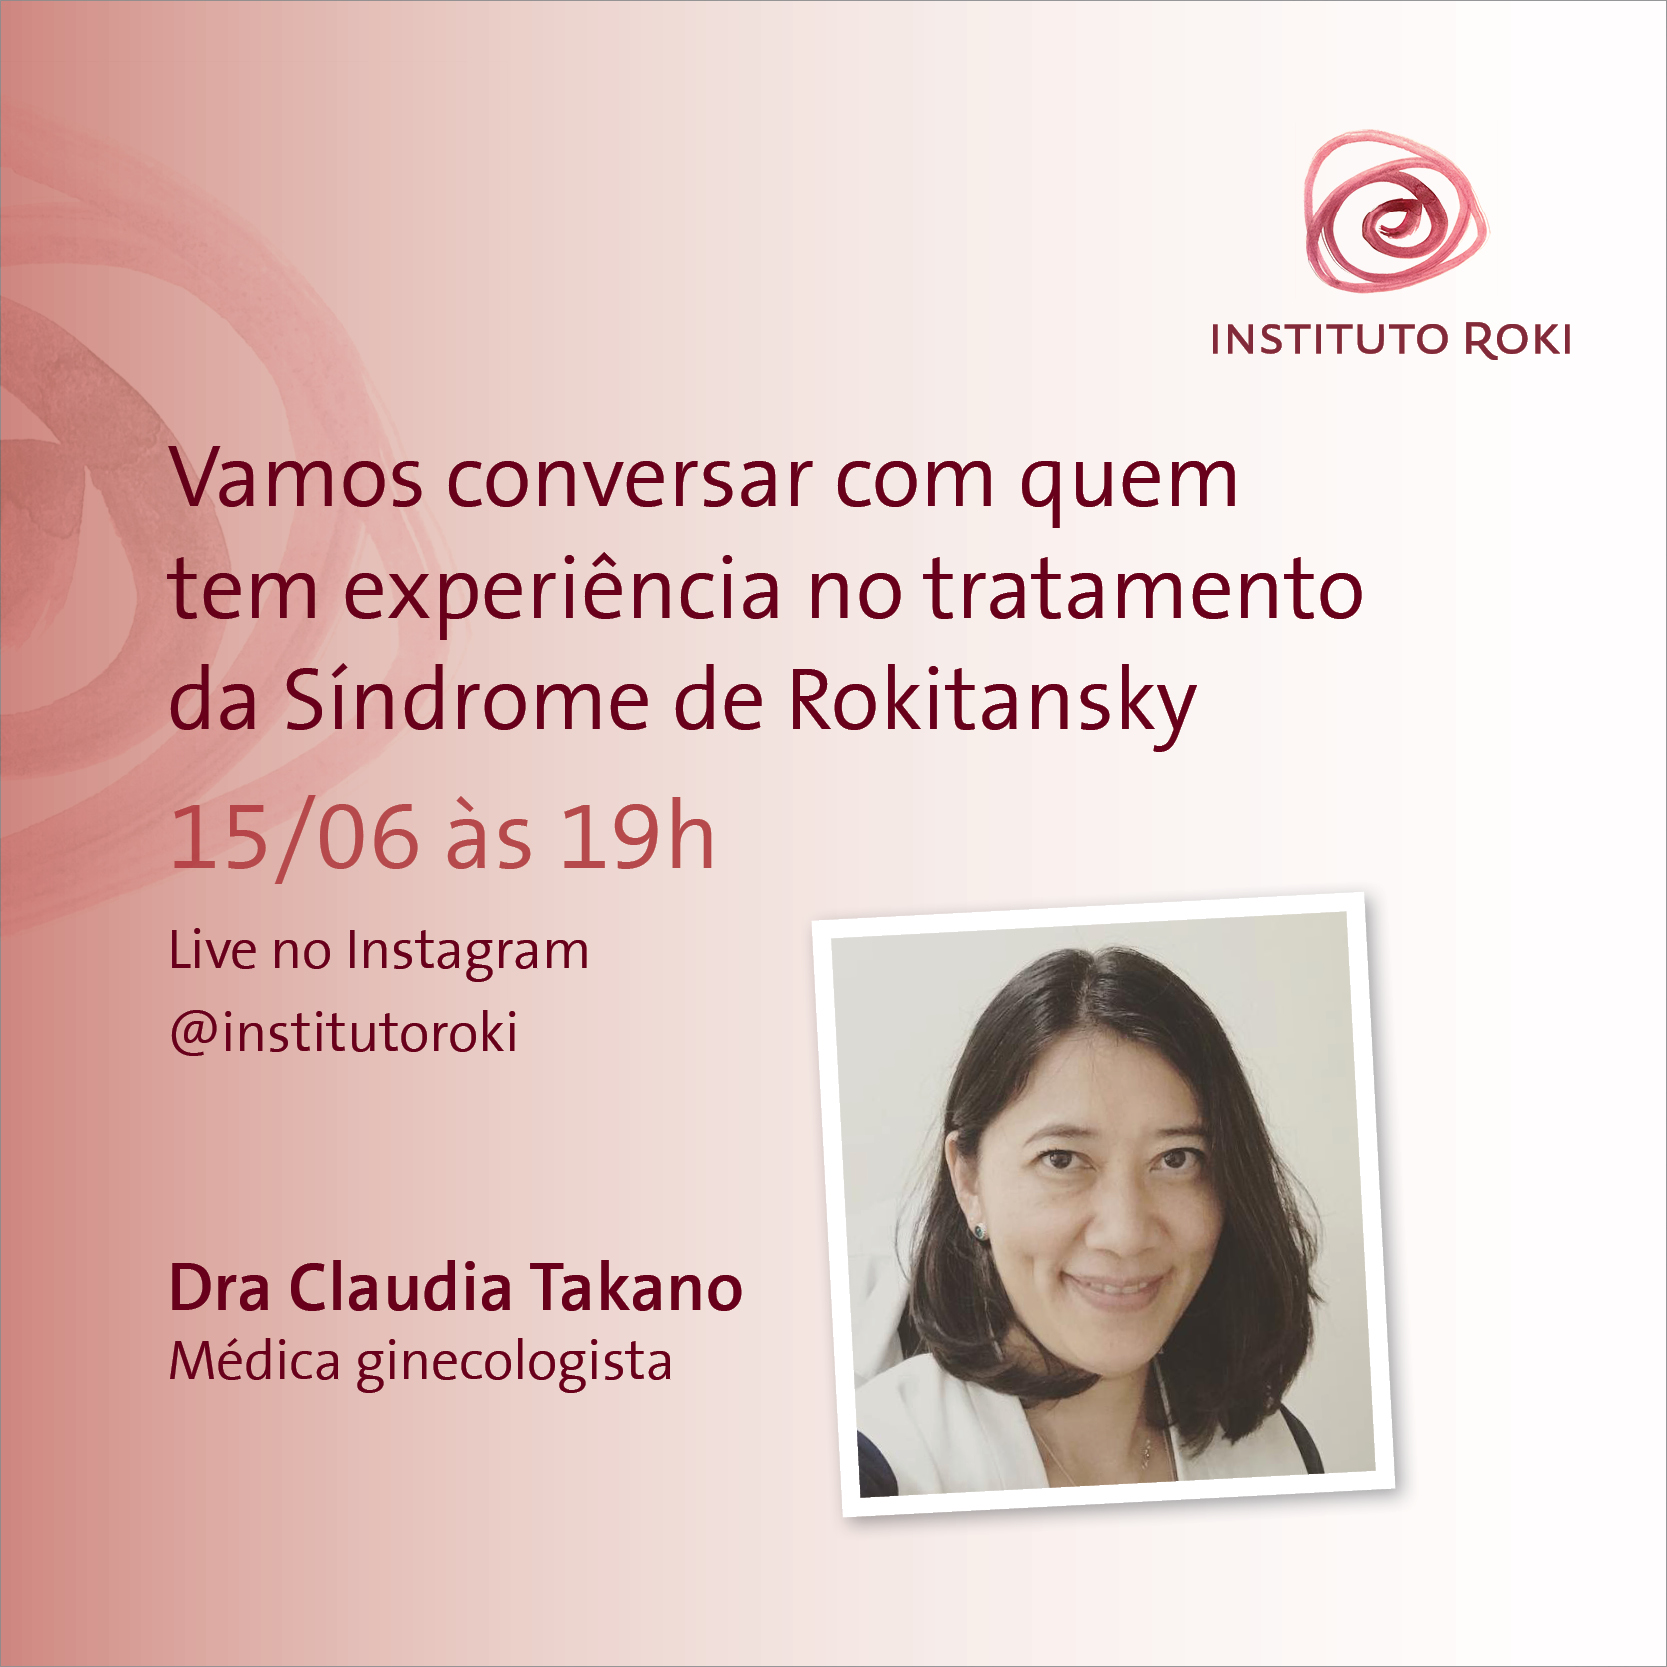 INSTITUTO ROKI
Vamos conversar com quem
tem experiência no tratamento
da Síndrome de Rokitansky
15/06 às 19h
Live no Instagram
@institutoroki
Dra Claudia Takano
Médica ginecologista